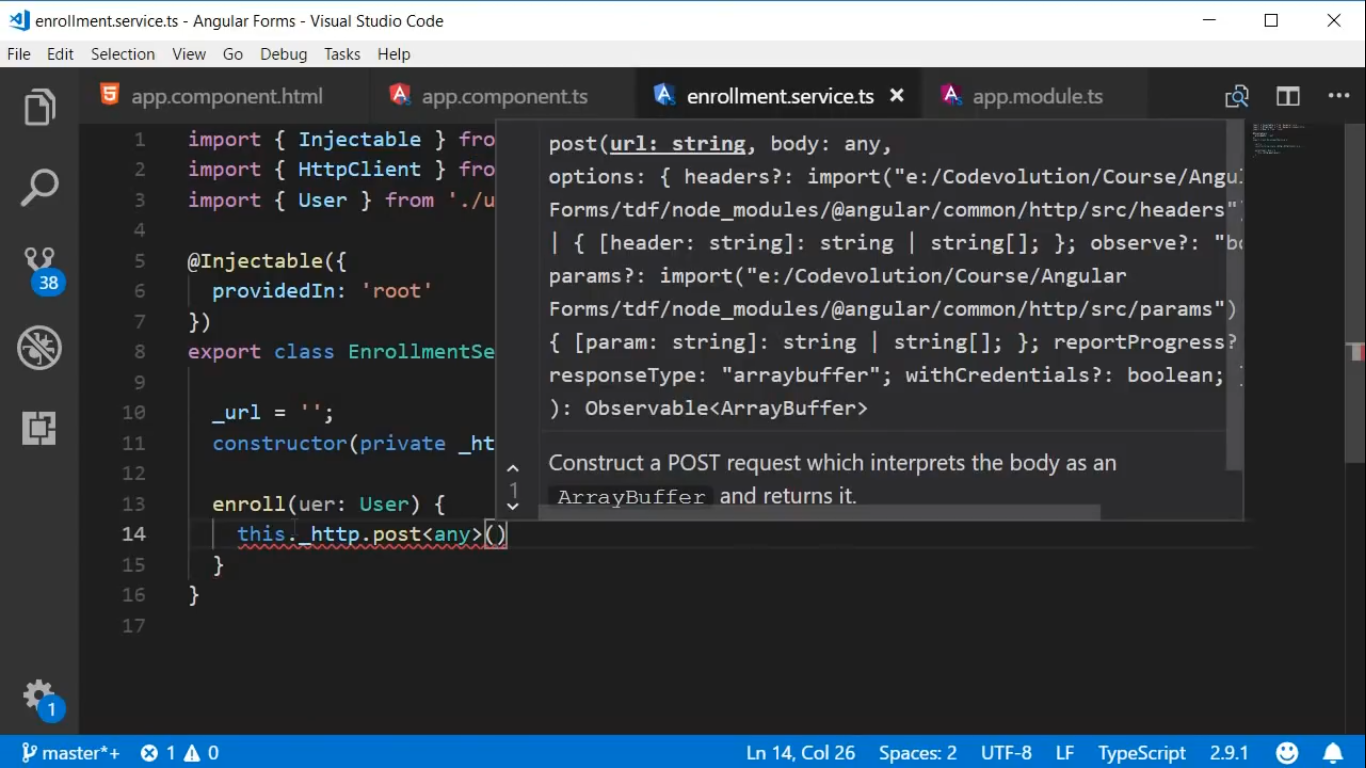 enrollment.service.ts - Angular Forms - Visual Studio Code
File Edit Selection View Go Debug Tasks Help
app.component.html app.component.ts enrollment.service.ts app.module.ts
1 import { Injectable } fro
2 import { HttpClient } fro
3 import { User } from './u
4
5 @Injectable({
6 providedIn: 'root'
7 })
8 export class EnrollmentSe
9
10 _url = '';
11 constructor(private _ht
12
13 enroll(uer: User) {
14 this._http.post<any>()
15 }
16 }
17
post(url: string, body: any,
options: { headers?: import("e:/Codevolution/Course/Angu
Forms/tdf/node_modules/@angular/common/http/src/headers"
| { [header: string]: string | string[]; }; observe?: "bo
params?: import("e:/Codevolution/Course/Angular
Forms/tdf/node_modules/@angular/common/http/src/params")
{ [param: string]: string | string[]; }; reportProgress?
responseType: "arraybuffer"; withCredentials?: boolean; }
): Observable<ArrayBuffer>
1
Construct a POST request which interprets the body as an
ArrayBuffer and returns it.
38
1
master*+ 1 0 Ln 14, Col 26 Spaces: 2 UTF-8 LF TypeScript 2.9.1